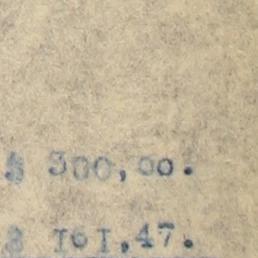 $ 300,00.
$ 161,47.